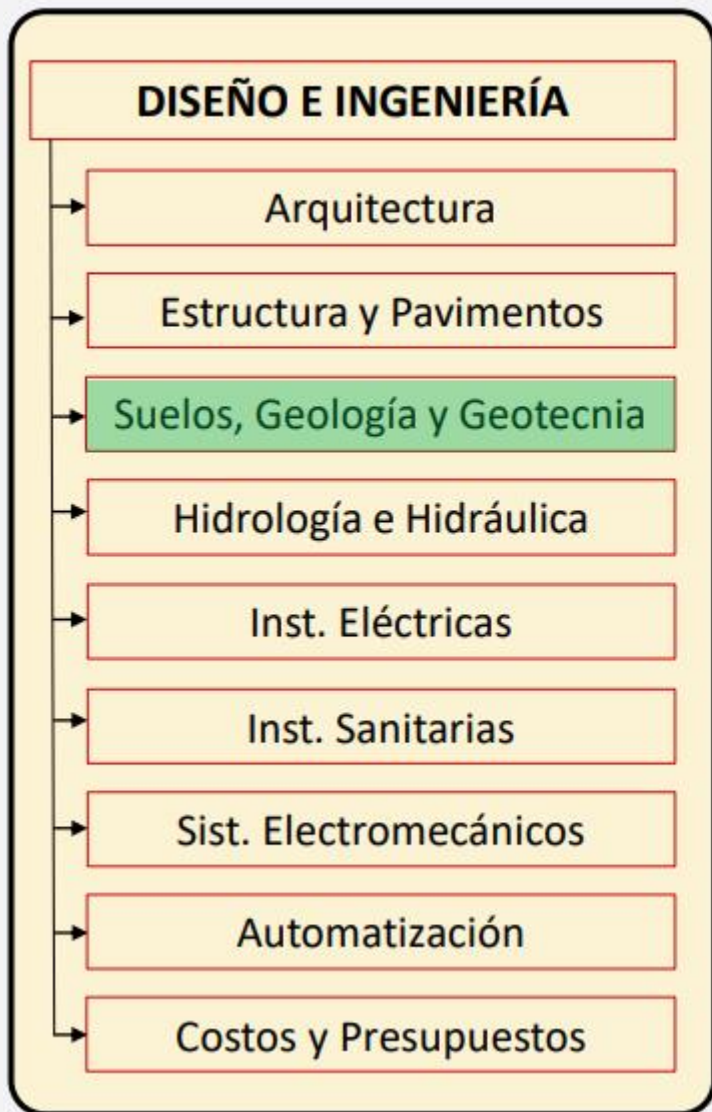 DISEÑO E INGENIERÍA
Arquitectura
Estructura y Pavimentos
Suelos, Geología y Geotecnia
Hidrología e Hidráulica
Inst. Eléctricas
Inst. Sanitarias
Sist. Electromecánicos
Automatización
Costos y Presupuestos